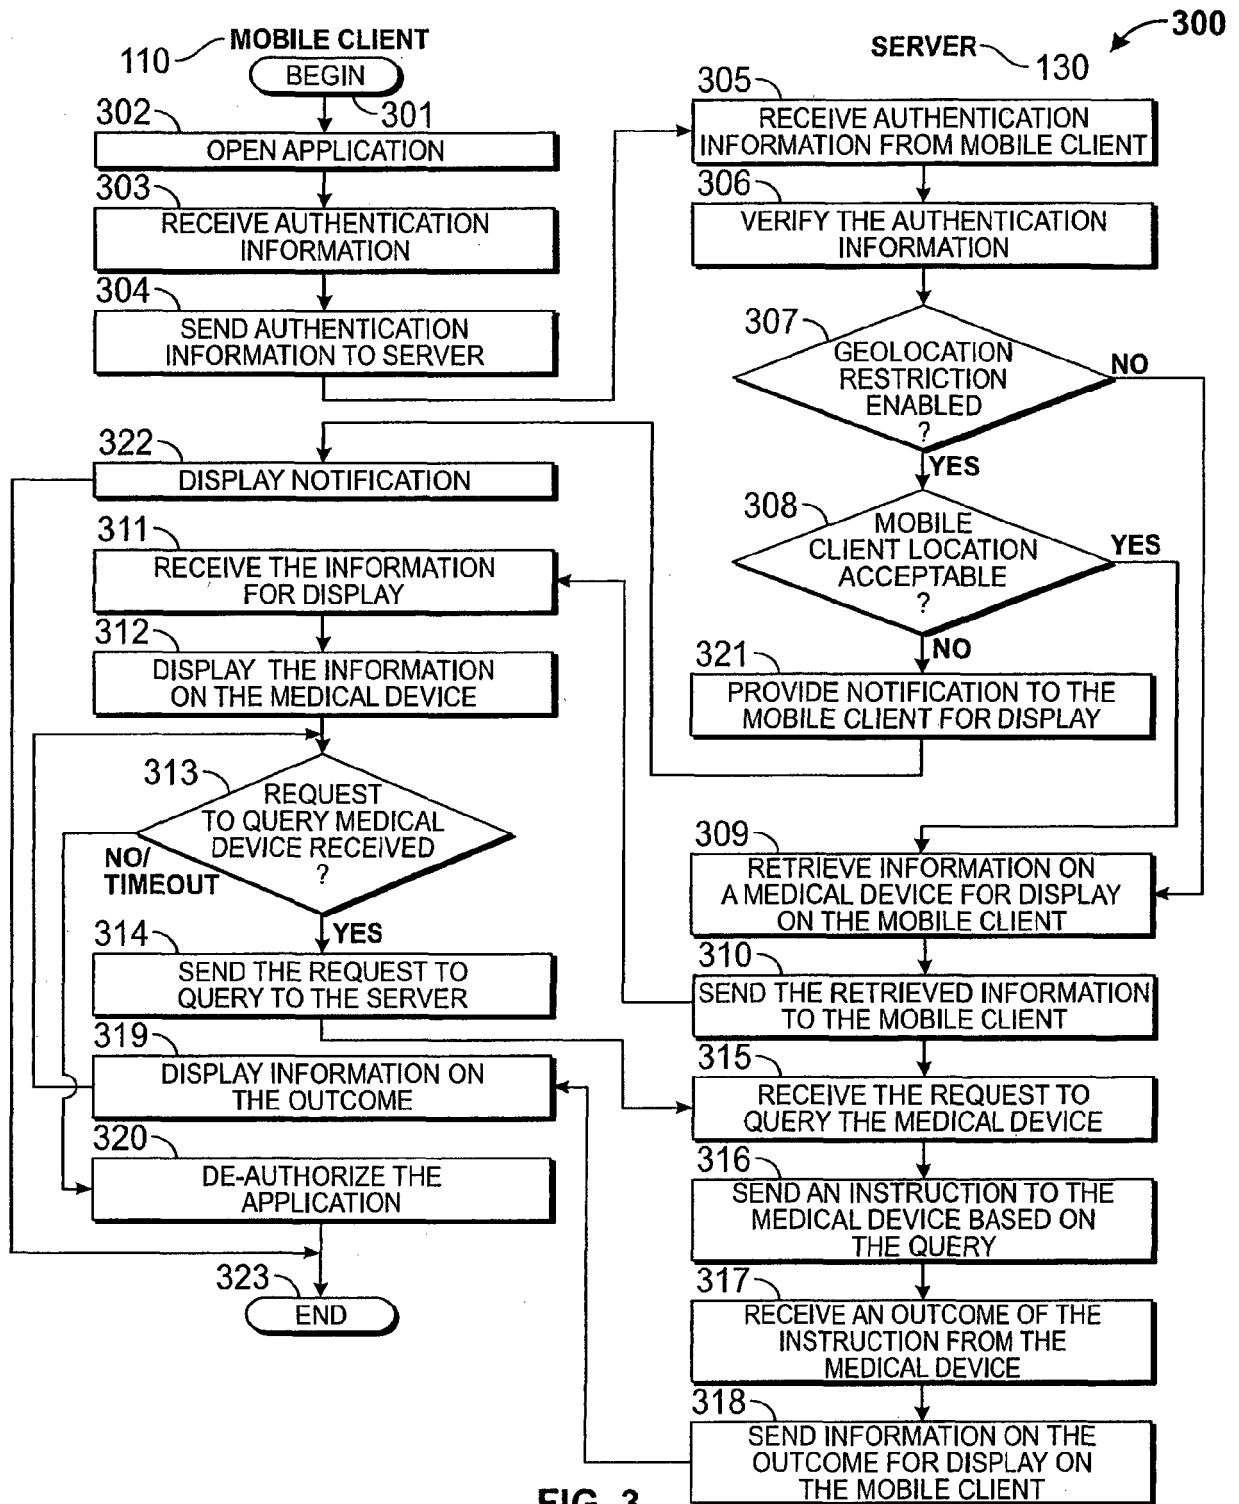 300
MOBILE CLIENT
110
BEGIN
301
302
OPEN APPLICATION
303
RECEIVE AUTHENTICATION
INFORMATION
304
SEND AUTHENTICATION
INFORMATION TO SERVER
322
DISPLAY NOTIFICATION
311
RECEIVE THE INFORMATION
FOR DISPLAY
312
DISPLAY THE INFORMATION
ON THE MEDICAL DEVICE
313
REQUEST
TO QUERY MEDICAL
DEVICE RECEIVED
?
NO/
TIMEOUT
YES
314
SEND THE REQUEST TO
QUERY TO THE SERVER
319
DISPLAY INFORMATION ON
THE OUTCOME
320
DE-AUTHORIZE THE
APPLICATION
323
END
SERVER
130
305
RECEIVE AUTHENTICATION
INFORMATION FROM MOBILE CLIENT
306
VERIFY THE AUTHENTICATION
INFORMATION
307
GEOLOCATION
RESTRICTION
ENABLED
?
NO
YES
308
MOBILE
CLIENT LOCATION
ACCEPTABLE
?
YES
NO
321
PROVIDE NOTIFICATION TO THE
MOBILE CLIENT FOR DISPLAY
309
RETRIEVE INFORMATION ON
A MEDICAL DEVICE FOR DISPLAY
ON THE MOBILE CLIENT
310
SEND THE RETRIEVED INFORMATION
TO THE MOBILE CLIENT
315
RECEIVE THE REQUEST TO
QUERY THE MEDICAL DEVICE
316
SEND AN INSTRUCTION TO THE
MEDICAL DEVICE BASED ON
THE QUERY
317
RECEIVE AN OUTCOME OF THE
INSTRUCTION FROM THE
MEDICAL DEVICE
318
SEND INFORMATION ON THE
OUTCOME FOR DISPLAY ON
THE MOBILE CLIENT
FIG. 3